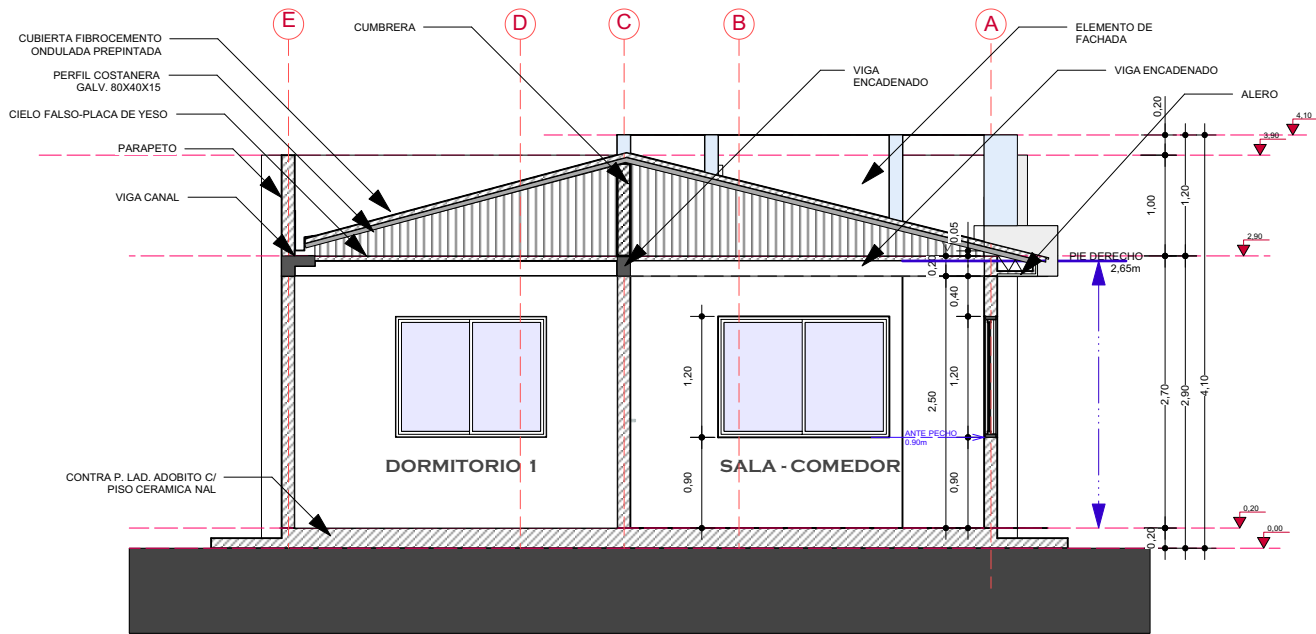 E
D
C
B
A
CUMBRERA
ELEMENTO DE
FACHADA
CUBIERTA FIBROCEMENTO
ONDULADA PREPINTADA
PERFIL COSTANERA
GALV. 80X40X15
CIELO FALSO-PLACA DE YESO
PARAPETO
VIGA CANAL
VIGA
ENCADENADO
VIGA ENCADENADO
ALERO
0,20
4,10
3,90
1,00
1,20
2,90
0,05
0,20
PIE DERECHO
2,65m
0,40
1,20
2,50
1,20
2,70
2,90
4,10
ANTE PECHO
0.90m
DORMITORIO 1
SALA - COMEDOR
0,90
0,90
CONTRA P. LAD. ADOBITO C/
PISO CERAMICA NAL
0,20
0,20
0,00